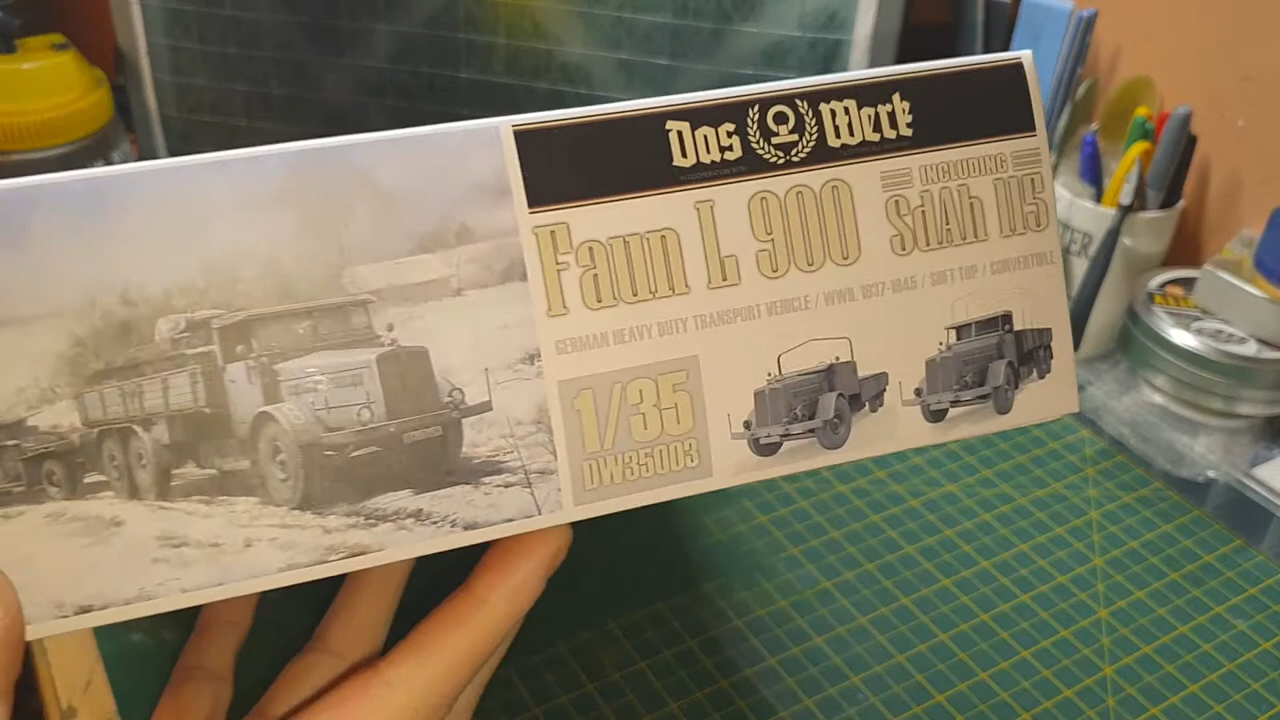 Das Werk
IN COOPERATION WITH
Faun L 900
INCLUDING
SdAh 115
GERMAN HEAVY DUTY TRANSPORT VEHICLE / WWII. 1937-1945 / SOFT TOP / CONVERTIBLE
1/35
DW35003